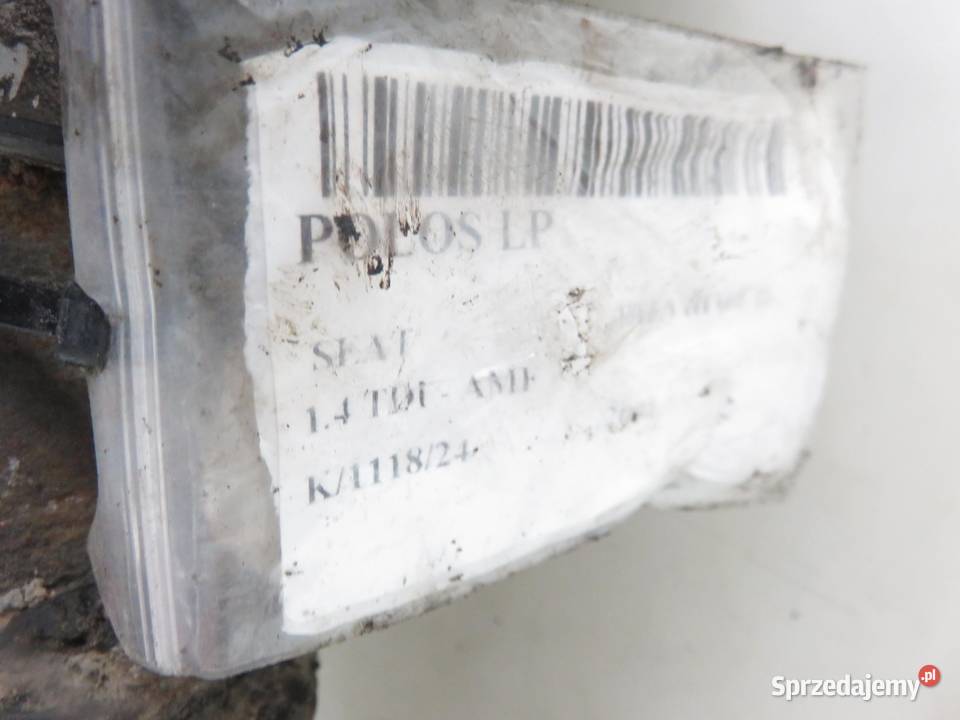 POLOS LP
SEAT
1.4 TDI - AMF
K/1118/24
Sprzedajemy.pl